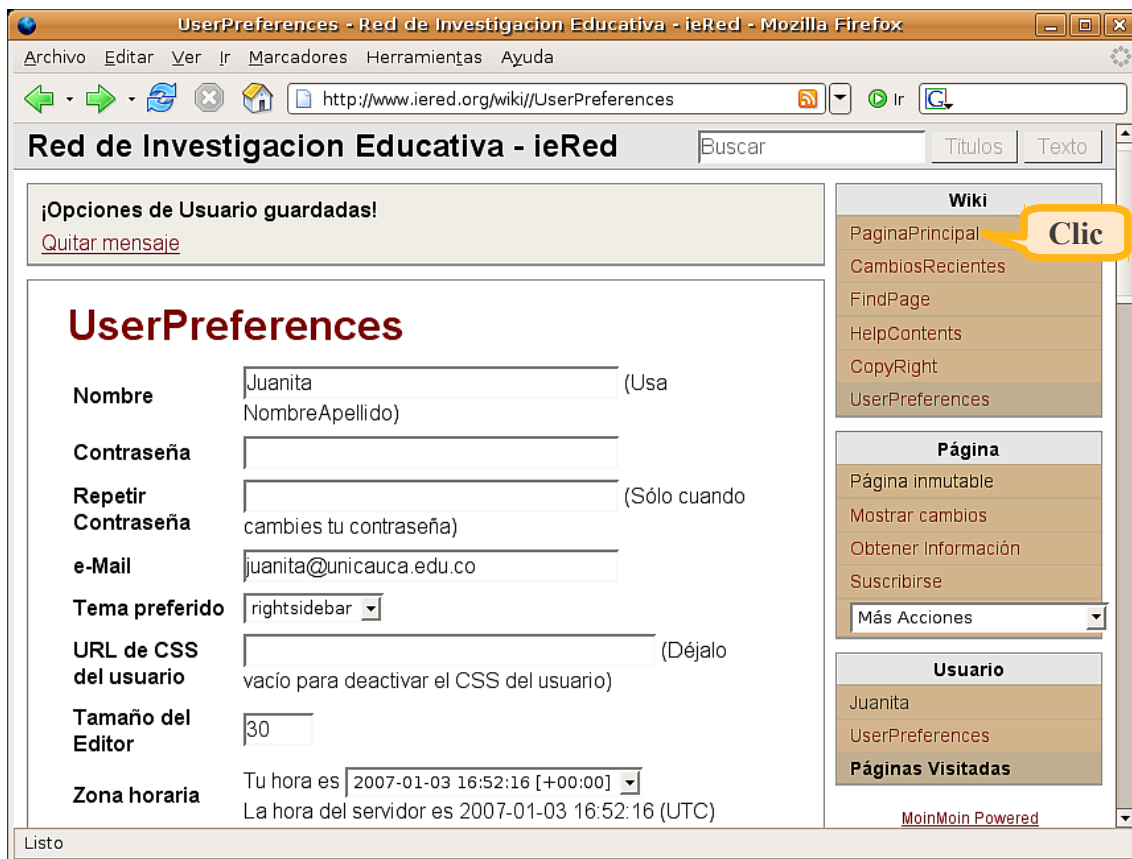 UserPreferences - Red de Investigacion Educativa - ieRed - Mozilla Firefox
Archivo Editar Ver Ir Marcadores Herramientas Ayuda
http://www.iered.org/wiki//UserPreferences Ir G
Red de Investigacion Educativa - ieRed Buscar Títulos Texto
¡Opciones de Usuario guardadas!
Quitar mensaje
UserPreferences
Nombre Juanita (Usa
NombreApellido)
Contraseña
Repetir (Sólo cuando
Contraseña cambies tu contraseña)
e-Mail juanita@unicauca.edu.co
Tema preferido rightsidebar
URL de CSS (Déjalo
del usuario vacío para deactivar el CSS del usuario)
Tamaño del
Editor 30
Zona horaria Tu hora es 2007-01-03 16:52:16 [+00:00]
La hora del servidor es 2007-01-03 16:52:16 (UTC)
Wiki
PaginaPrincipal Clic
CambiosRecientes
FindPage
HelpContents
CopyRight
UserPreferences
Página
Página inmutable
Mostrar cambios
Obtener Información
Suscribirse
Más Acciones
Usuario
Juanita
UserPreferences
Páginas Visitadas
MoinMoin Powered
Listo